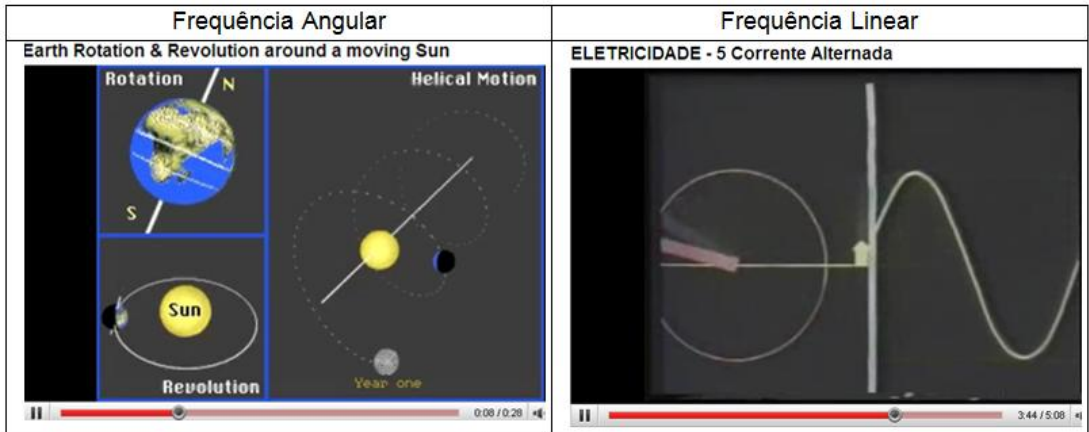 Frequência Angular
Frequência Linear
Earth Rotation & Revolution around a moving Sun
ELETRICIDADE - 5 Corrente Alternada
Rotation
N
S
Helical Motion
Sun
Revolution
Year one
0:08 / 0:28
3:44 / 5:08